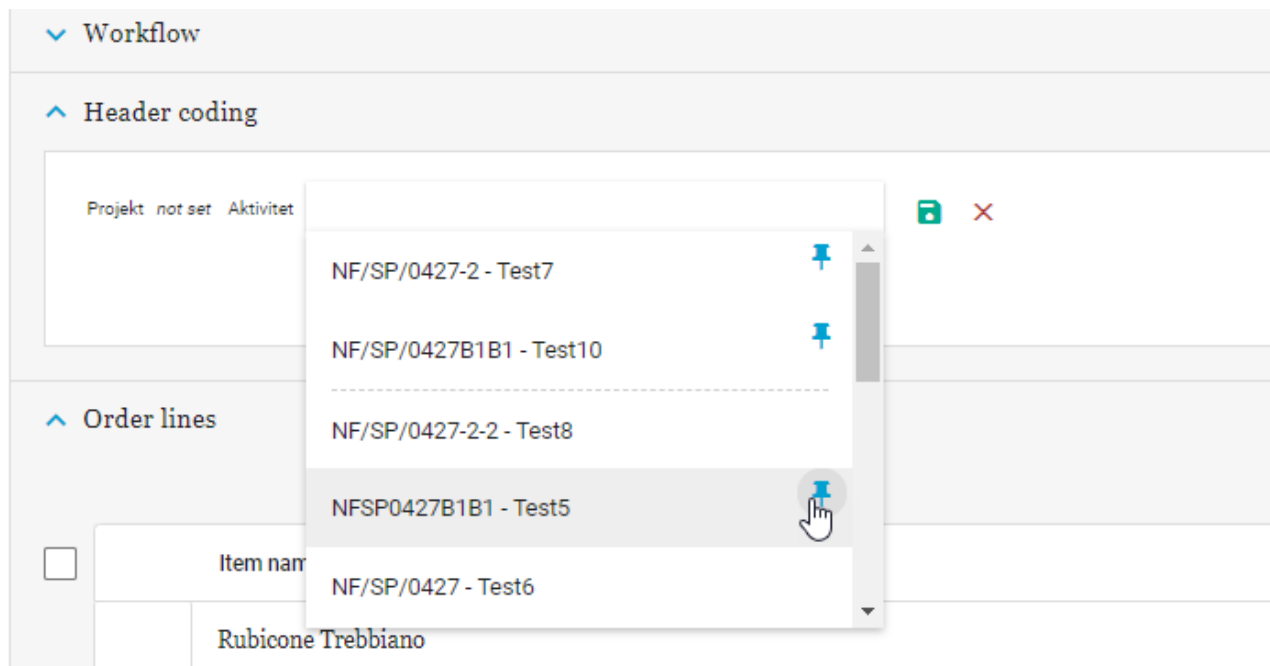 Workflow
Header coding
Projekt not set Aktivitet
NF/SP/0427-2 - Test7
NF/SP/0427B1B1 - Test10
NF/SP/0427-2-2 - Test8
NFSP0427B1B1 - Test5
NF/SP/0427 - Test6
Order lines
Item nam
Rubicone Trebbiano